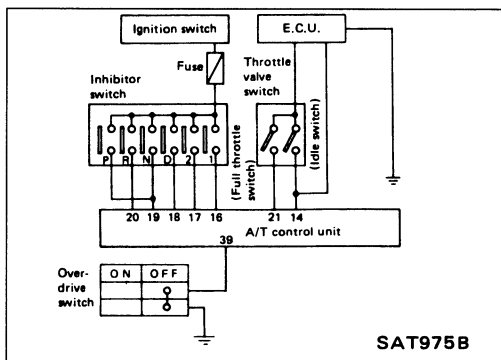 Ignition switch
E.C.U.
Fuse
Throttle
valve
switch
Inhibitor
switch
(Full throttle
switch)
(Idle switch)
P R N D 2 1
20 19 18 17 16
21 14
39
A/T control unit
Over-
drive
switch
ON OFF
SAT975B